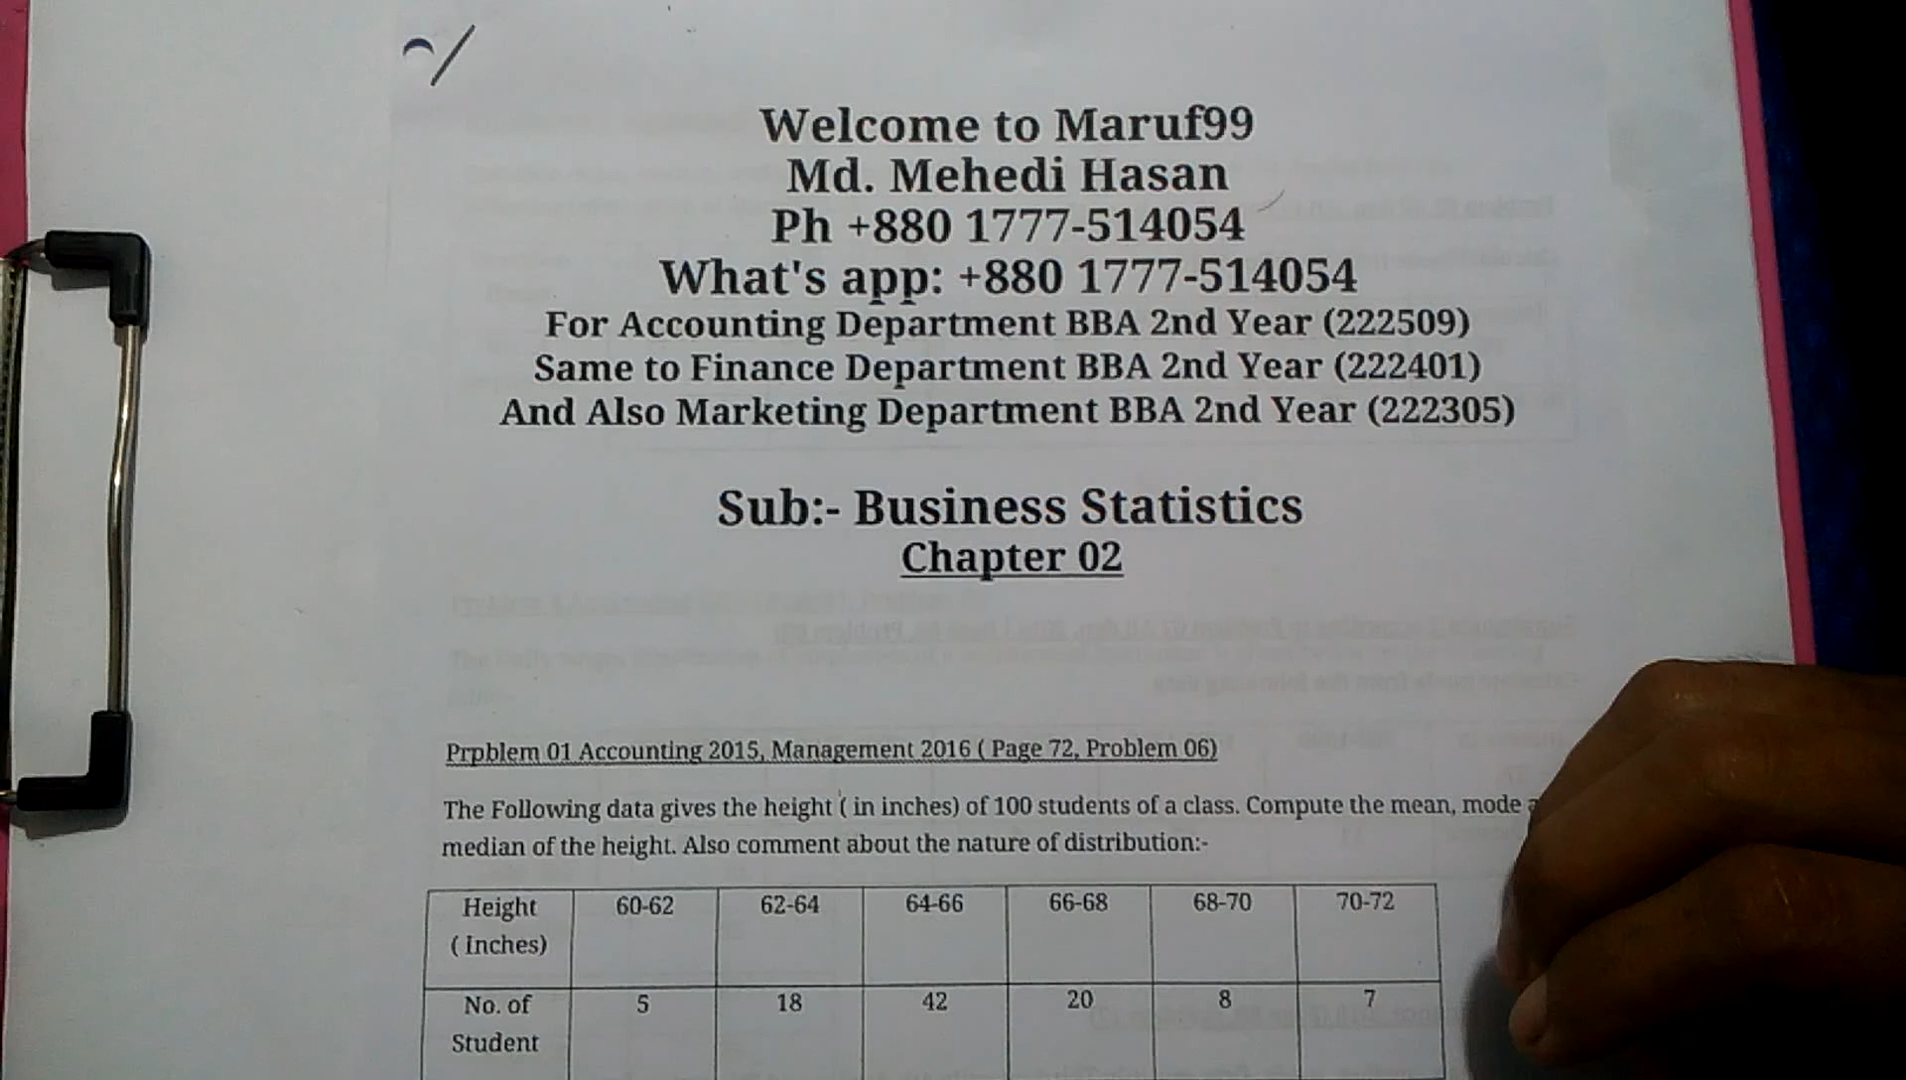 Welcome to Maruf99
Md. Mehedi Hasan
Ph +880 1777-514054
What's app: +880 1777-514054
For Accounting Department BBA 2nd Year (222509)
Same to Finance Department BBA 2nd Year (222401)
And Also Marketing Department BBA 2nd Year (222305)
Sub:- Business Statistics
Chapter 02
Prpblem 01 Accounting 2015, Management 2016 ( Page 72, Problem 06)
The Following data gives the height ( in inches) of 100 students of a class. Compute the mean, mode
median of the height. Also comment about the nature of distribution:-
Height ( Inches) 60-62 62-64 64-66 66-68 68-70 70-72
No. of Student 5 18 42 20 8 7